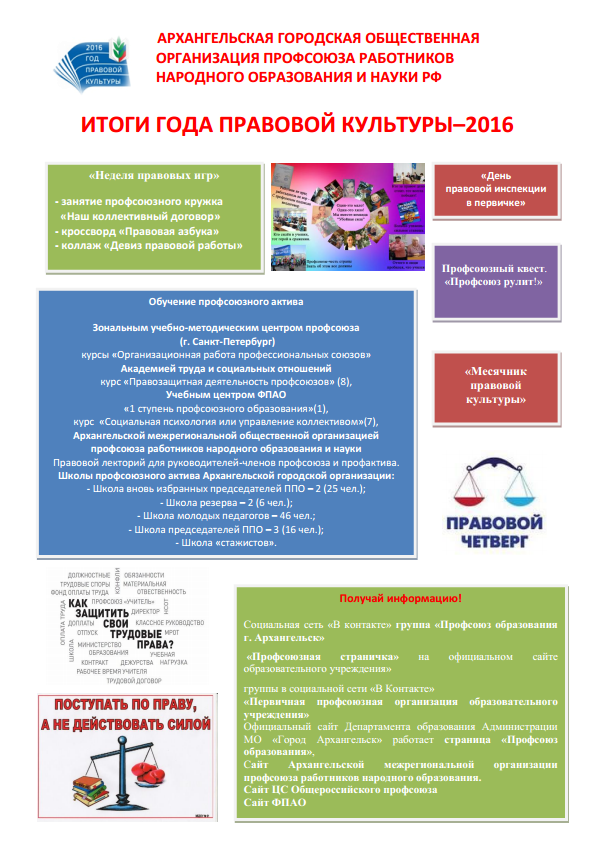 2016
ГОД
ПРАВОВОЙ
КУЛЬТУРЫ
АРХАНГЕЛЬСКАЯ ГОРОДСКАЯ ОБЩЕСТВЕННАЯ
ОРГАНИЗАЦИЯ ПРОФСОЮЗА РАБОТНИКОВ
НАРОДНОГО ОБРАЗОВАНИЯ И НАУКИ РФ
ИТОГИ ГОДА ПРАВОВОЙ КУЛЬТУРЫ–2016
«Неделя правовых игр»
- занятие профсоюзного кружка
«Наш коллективный договор»
- кроссворд «Правовая азбука»
- коллаж «Девиз правовой работы»
«День
правовой инспекции
в первичке»
Профсоюзный квест.
«Профсоюз рулит!»
Обучение профсоюзного актива
Зональным учебно-методическим центром профсоюза
(г. Санкт-Петербург)
курсы «Организационная работа профессиональных союзов»
Академией труда и социальных отношений
курс «Правозащитная деятельность профсоюзов» (8),
Учебным центром ФПАО
«1 ступень профсоюзного образования»(1),
курс «Социальная психология или управление коллективом»(7),
Архангельской межрегиональной общественной организацией
профсоюза работников народного образования и науки
Правовой лекторий для руководителей-членов профсоюза и профактива.
Школы профсоюзного актива Архангельской городской организации:
- Школа вновь избранных председателей ППО – 2 (25 чел.);
- Школа резерва – 2 (6 чел.);
- Школа молодых педагогов – 46 чел.;
- Школа председателей ППО – 3 (16 чел.);
- Школа «стажистов».
«Месячник
правовой
культуры»
ПРАВОВОЙ
ЧЕТВЕРГ
ДОЛЖНОСТНЫЕ ОБЯЗАННОСТИ
ТРУДОВЫЕ СПОРЫ МАТЕРИАЛЬНАЯ
ФОНД ОПЛАТЫ ТРУДА ОТВЕСТВЕННОСТЬ
КАК ПРОФСОЮЗ «УЧИТЕЛЬ»
ЗАЩИТИТЬ ДИРЕКТОР НСОТ
ОПЛАТА ТРУДА
ДОПЛАТЫ СВОИ КЛАССНОЕ РУКОВОДСТВО
ОТПУСК ТРУДОВЫЕ МРОТ
ШКОЛА
МИНИСТЕРСТВО ПРАВА?
ОБРАЗОВАНИЯ УЧЕБНАЯ
КОНТРАКТ ДЕЖУРСТВА НАГРУЗКА
РАБОЧЕЕ ВРЕМЯ УЧИТЕЛЯ
ТРУДОВОЙ ДОГОВОР
ПОСТУПАТЬ ПО ПРАВУ,
А НЕ ДЕЙСТВОВАТЬ СИЛОЙ
Получай информацию!
Социальная сеть «В контакте» группа «Профсоюз образования
г. Архангельск»
«Профсоюзная страничка» на официальном сайте
образовательного учреждения»
группы в социальной сети «В Контакте»
«Первичная профсоюзная организация образовательного
учреждения»
Официальный сайт Департамента образования Администрации
МО «Город Архангельск» работает страница «Профсоюз
образования»,
Сайт Архангельской межрегиональной организации
профсоюза работников народного образования.
Сайт ЦС Общероссийского профсоюза
Сайт ФПАО